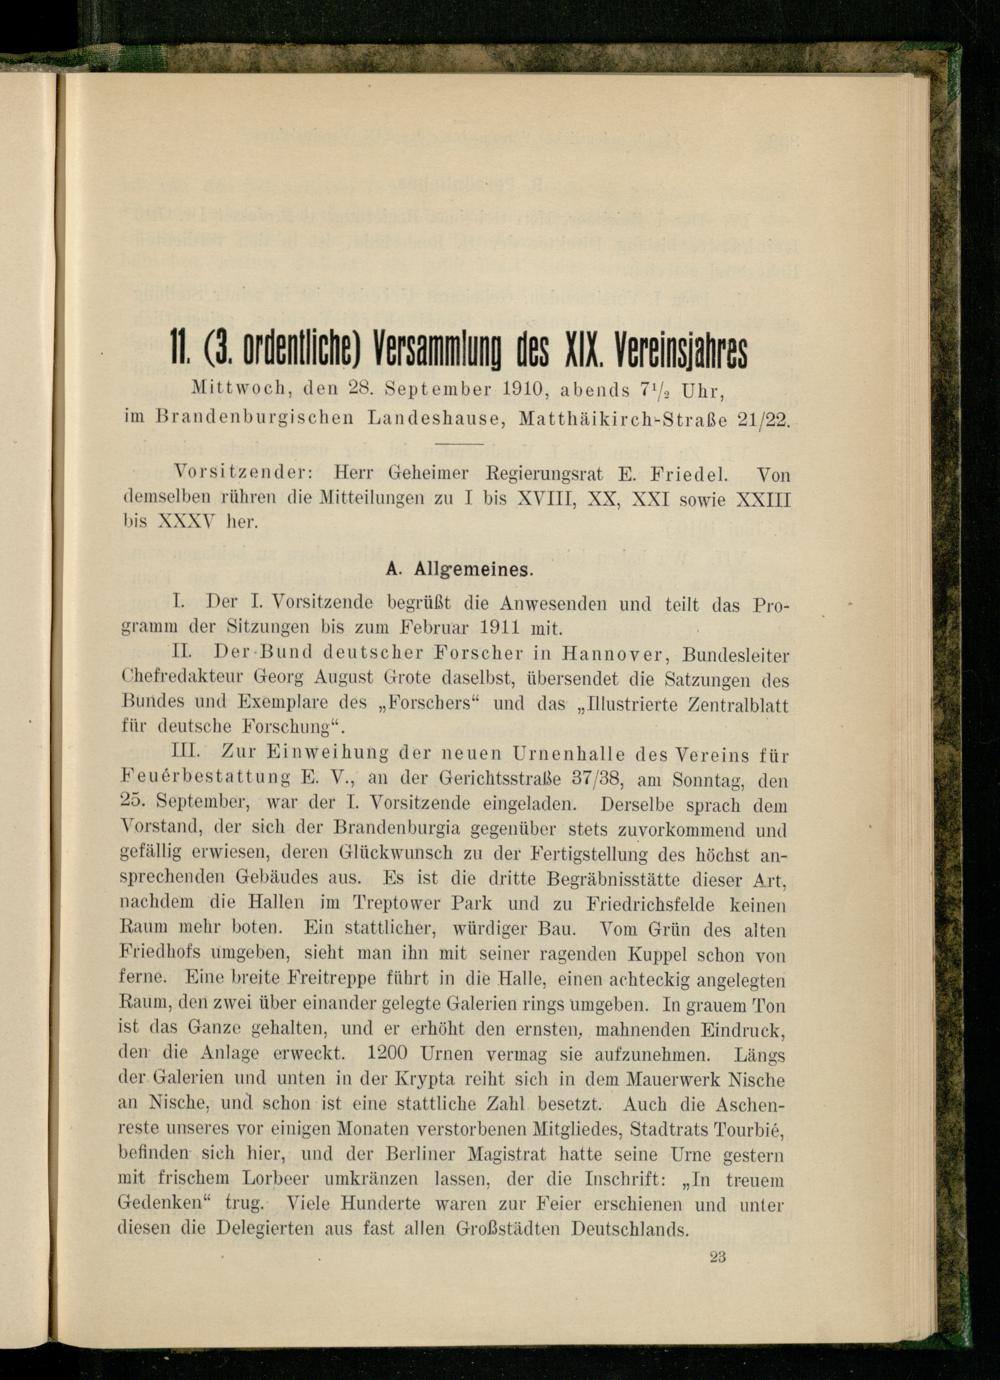 11. (3. ordentliche) Versammlung des XIX. Vereinsjahres
Mittwoch, den 28. September 1910, abends 7½ Uhr,
im Brandenburgischen Landeshause, Matthäikirch-Straße 21/22.
Vorsitzender: Herr Geheimer Regierungsrat E. Friedel. Von
demselben rühren die Mitteilungen zu I bis XVIII, XX, XXI sowie XXIII
bis XXXV her.
A. Allgemeines.
I. Der I. Vorsitzende begrüßt die Anwesenden und teilt das Pro-
gramm der Sitzungen bis zum Februar 1911 mit.
II. Der Bund deutscher Forscher in Hannover, Bundesleiter
Chefredakteur Georg August Grote daselbst, übersendet die Satzungen des
Bundes und Exemplare des „Forschers“ und das „Illustrierte Zentralblatt
für deutsche Forschung“.
III. Zur Einweihung der neuen Urnenhalle des Vereins für
Feuerbestattung E. V., an der Gerichtsstraße 37/38, am Sonntag, den
25. September, war der I. Vorsitzende eingeladen. Derselbe sprach dem
Vorstand, der sich der Brandenburgia gegenüber stets zuvorkommend und
gefällig erwiesen, deren Glückwunsch zu der Fertigstellung des höchst an-
sprechenden Gebäudes aus. Es ist die dritte Begräbnisstätte dieser Art,
nachdem die Hallen im Treptower Park und zu Friedrichsfelde keinen
Raum mehr boten. Ein stattlicher, würdiger Bau. Vom Grün des alten
Friedhofs umgeben, sieht man ihn mit seiner ragenden Kuppel schon von
ferne. Eine breite Freitreppe führt in die Halle, einen achteckig angelegten
Raum, den zwei über einander gelegte Galerien rings umgeben. In grauem Ton
ist das Ganze gehalten, und er erhöht den ernsten, mahnenden Eindruck,
den die Anlage erweckt. 1200 Urnen vermag sie aufzunehmen. Längs
der Galerien und unten in der Krypta reiht sich in dem Mauerwerk Nische
an Nische, und schon ist eine stattliche Zahl besetzt. Auch die Aschen-
reste unseres vor einigen Monaten verstorbenen Mitgliedes, Stadtrats Tourbié,
befinden sich hier, und der Berliner Magistrat hatte seine Urne gestern
mit frischem Lorbeer umkränzen lassen, der die Inschrift: „In treuem
Gedenken“ trug. Viele Hunderte waren zur Feier erschienen und unter
diesen die Delegierten aus fast allen Großstädten Deutschlands.
23